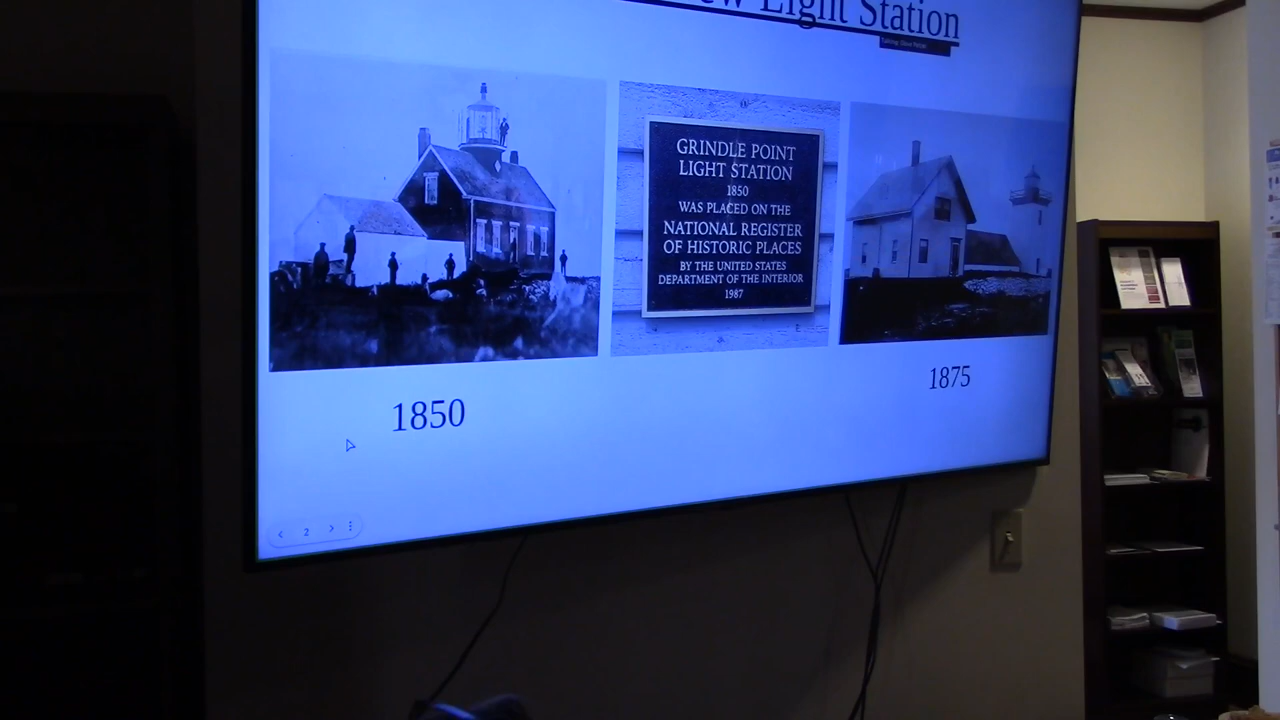 Light Station
GRINDLE POINT
LIGHT STATION
1850
WAS PLACED ON THE
NATIONAL REGISTER
OF HISTORIC PLACES
BY THE UNITED STATES
DEPARTMENT OF THE INTERIOR
1987
1850
1875
2